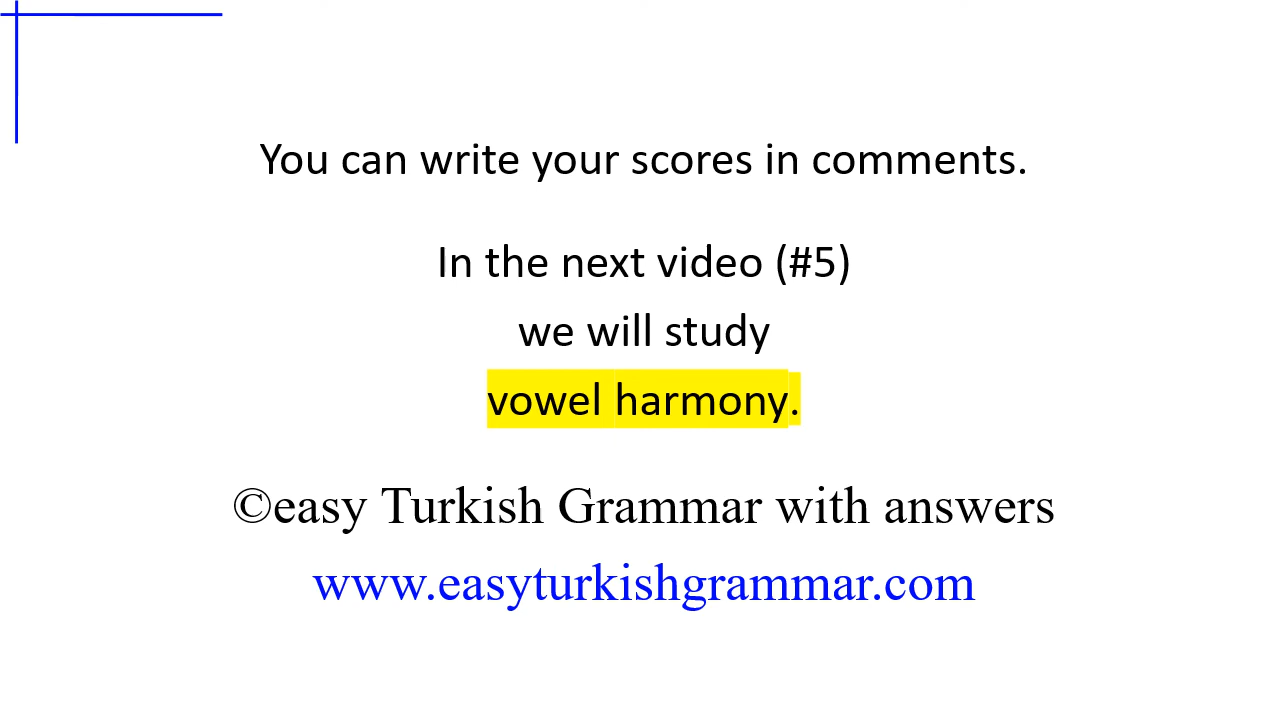 You can write your scores in comments.
In the next video (#5)
we will study
vowel harmony.
©easy Turkish Grammar with answers
www.easyturkishgrammar.com